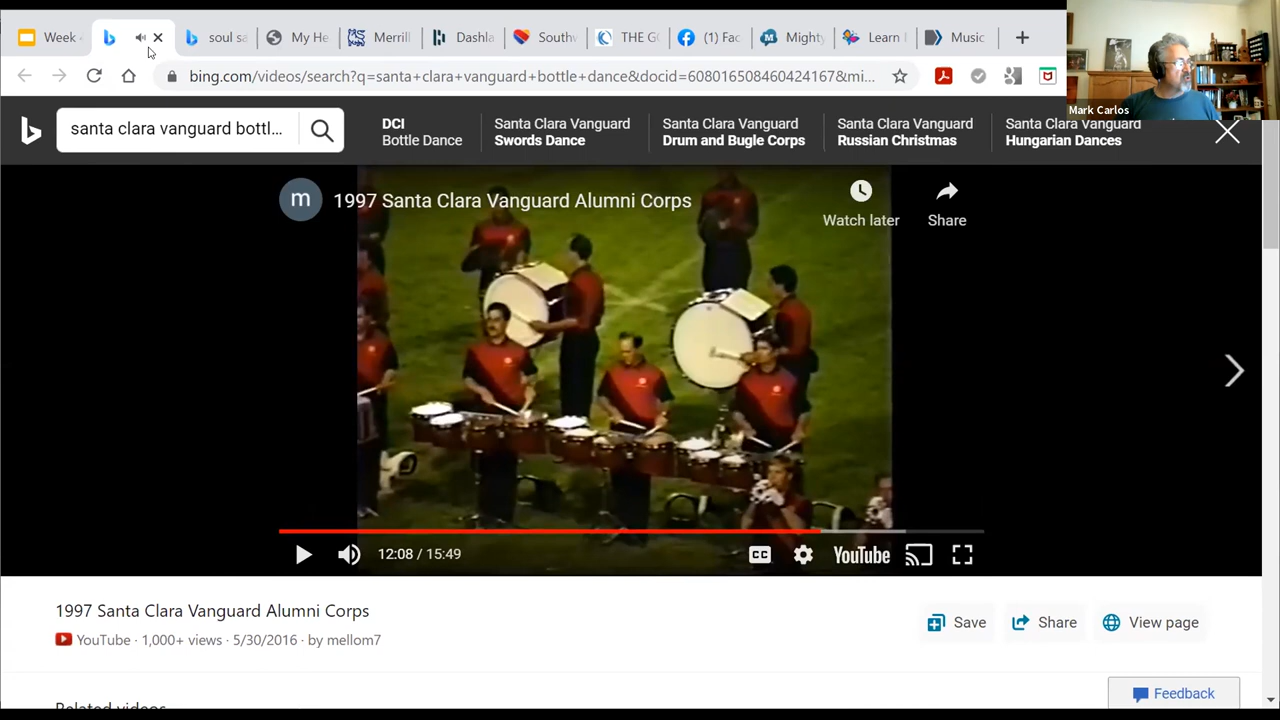 Week
soul sa
My He
Merrill
Dashla
Southw
THE G
(1) Fac
Mighty
Learn
Music
bing.com/videos/search?q=santa+clara+vanguard+bottle+dance&docid=608016508460424167&mi...
Mark Carlos
santa clara vanguard bottl...
DCI
Bottle Dance
Santa Clara Vanguard
Swords Dance
Santa Clara Vanguard
Drum and Bugle Corps
Santa Clara Vanguard
Russian Christmas
Santa Clara Vanguard
Hungarian Dances
m
1997 Santa Clara Vanguard Alumni Corps
Watch later
Share
12:08 / 15:49
CC
YouTube
1997 Santa Clara Vanguard Alumni Corps
YouTube · 1,000+ views · 5/30/2016 · by mellom7
Save
Share
View page
Related videos
Feedback